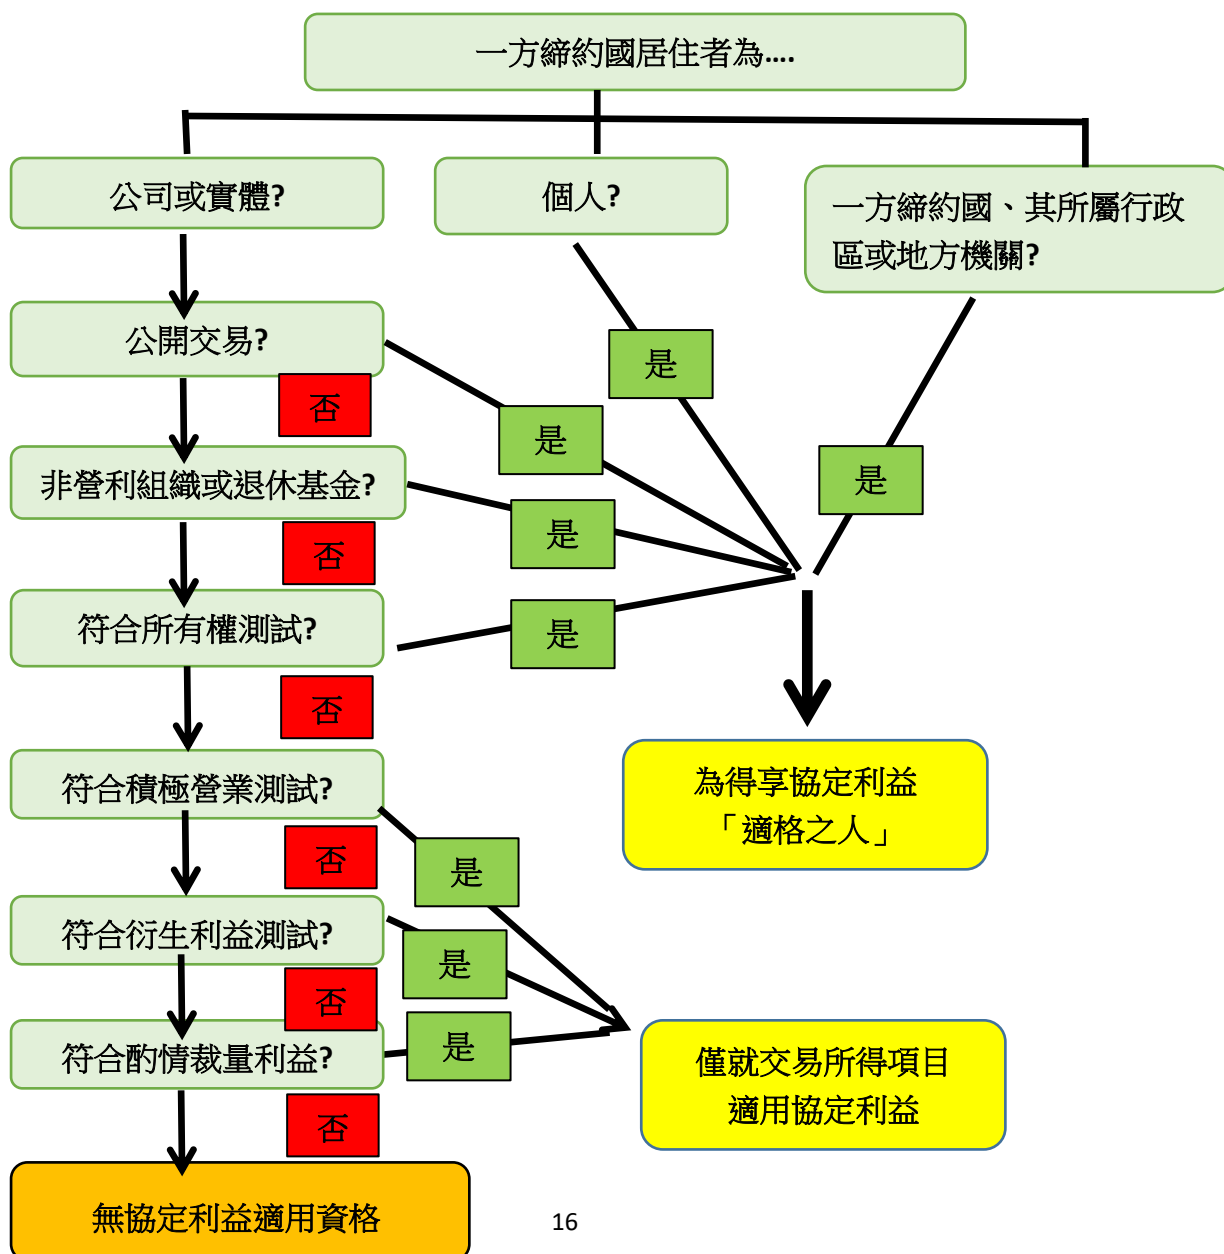 一方締約國居住者為....
公司或實體?
個人?
一方締約國、其所屬行政
區或地方機關?
公開交易?
是
否
是
是
非營利組織或退休基金?
是
否
符合所有權測試?
是
否
符合積極營業測試?
為得享協定利益
「適格之人」
否
是
符合衍生利益測試?
是
否
符合酌情裁量利益?
是
僅就交易所得項目
適用協定利益
否
無協定利益適用資格
16